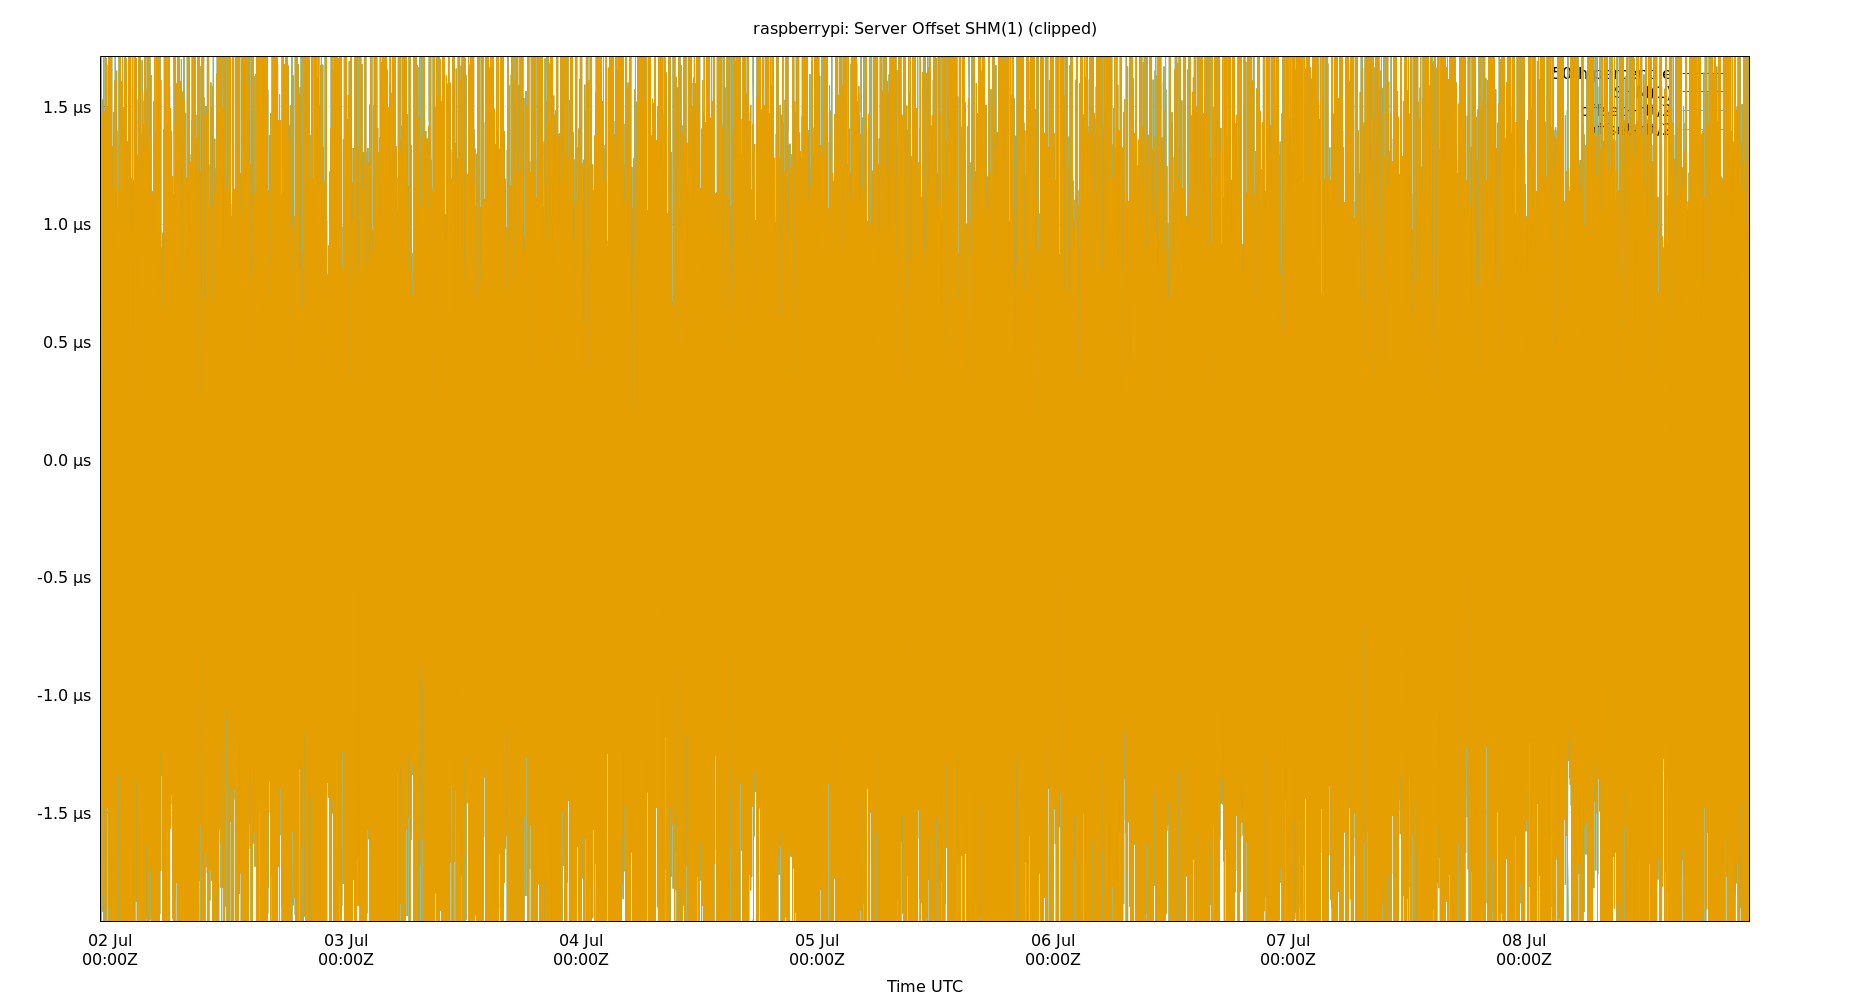 raspberrypi: Server Offset SHM(1) (clipped)
1.5 µs
1.0 µs
0.5 µs
0.0 µs
-0.5 µs
-1.0 µs
-1.5 µs
02 Jul 03 Jul 04 Jul 05 Jul 06 Jul 07 Jul 08 Jul
00:00Z 00:00Z 00:00Z 00:00Z 00:00Z 00:00Z 00:00Z
Time UTC